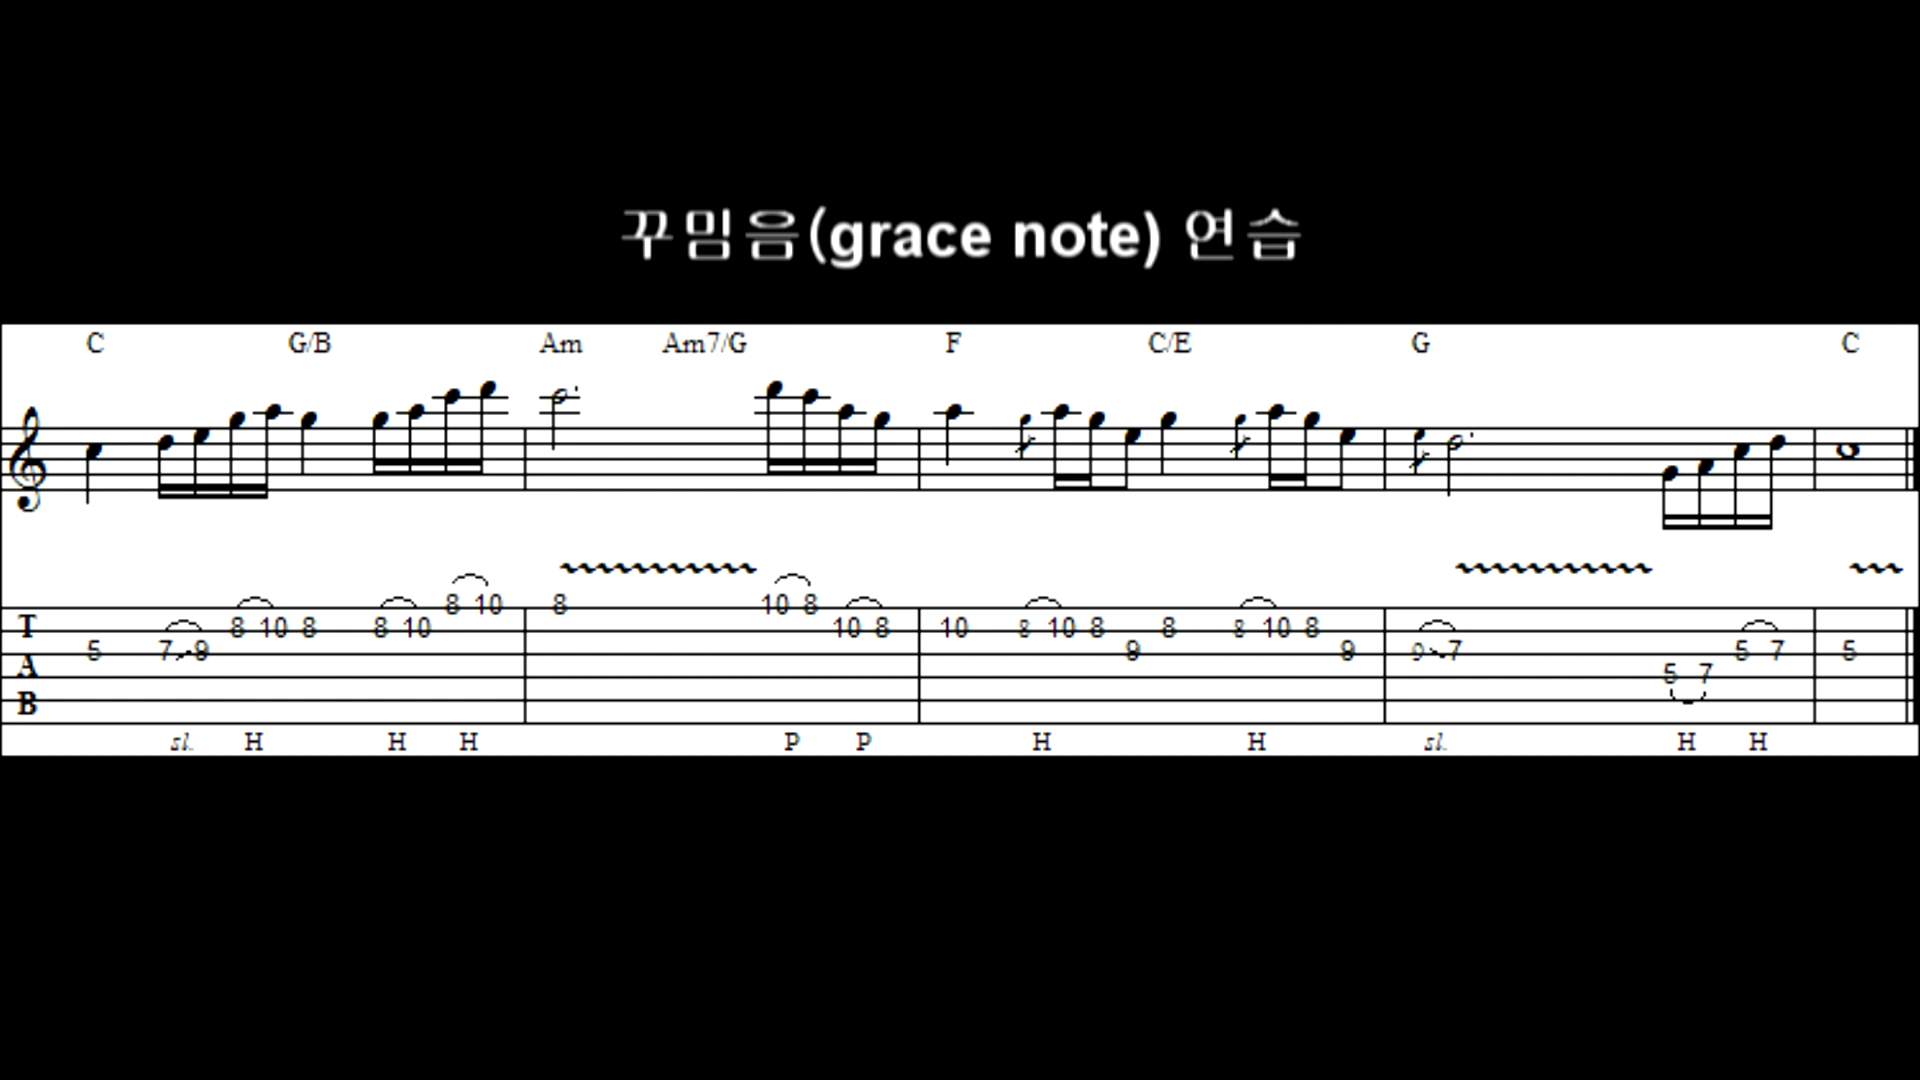 꾸밈음(grace note) 연습
C G/B Am Am7/G F C/E G C
8 10 8 10 8
T 8 10 8 8 10 10 8 10 8 10 8 8 8 10 8
5 7 9 9 9 9 7 5 7 5
A 5 7
B
sl. H H H P P H H sl. H H